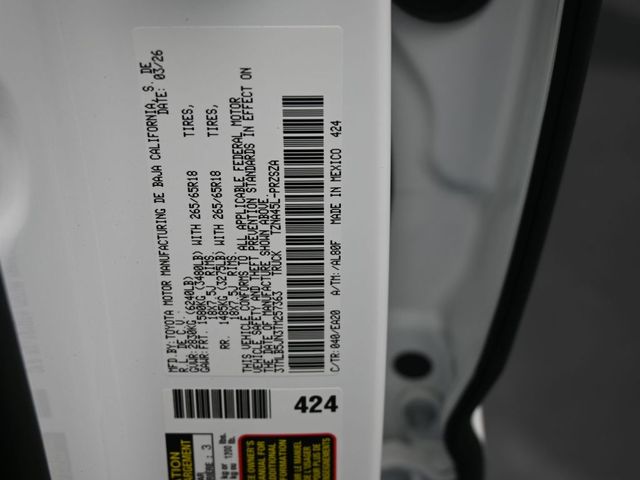 MFD.BY:TOYOTA MOTOR MANUFACTURING DE BAJA CALIFORNIA, S. DE
R.L. DE C.V. DATE: 03/26
GVWR: 2830KG (6240LB)
GAWR:FRT. 1580KG (3480LB) WITH 265/65R18 TIRES,
18X7.5J RIMS,
RR. 1485KG (3275LB) WITH 265/65R18 TIRES,
18X7.5J RIMS,
THIS VEHICLE CONFORMS TO ALL APPLICABLE FEDERAL MOTOR
VEHICLE SAFETY AND THEFT PREVENTION STANDARDS IN EFFECT ON
THE DATE OF MANUFACTURE SHOWN ABOVE.
3TMLB5JN3TM257363 TRUCK TZNA45L-PRZSZA
C/TR:040/EA20 A/TM:/AL80F MADE IN MEXICO 424
424